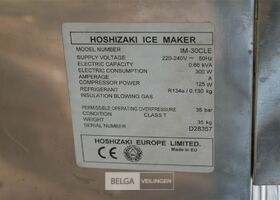 HOSHIZAKI ICE MAKER
MODEL NUMBER IM-30CLE
SUPPLY VOLTAGE 220-240V ~ 50Hz
ELECTRIC CAPACITY 0.66 kVA
ELECTRIC CONSUMPTION 300 W
AMPERAGE A
COMPRESSOR POWER 125 W
REFRIGERANT R134a / 0.130 kg
INSULATION BLOWING GAS
PERMISSIBLE OPERATING OVERPRESSURE 36 bar
CONDITION CLASS T
WEIGHT 35 kg
SERIAL NUMBER D28357
HOSHIZAKI EUROPE LIMITED.
CE Made in EU
BELGA VEILINGEN